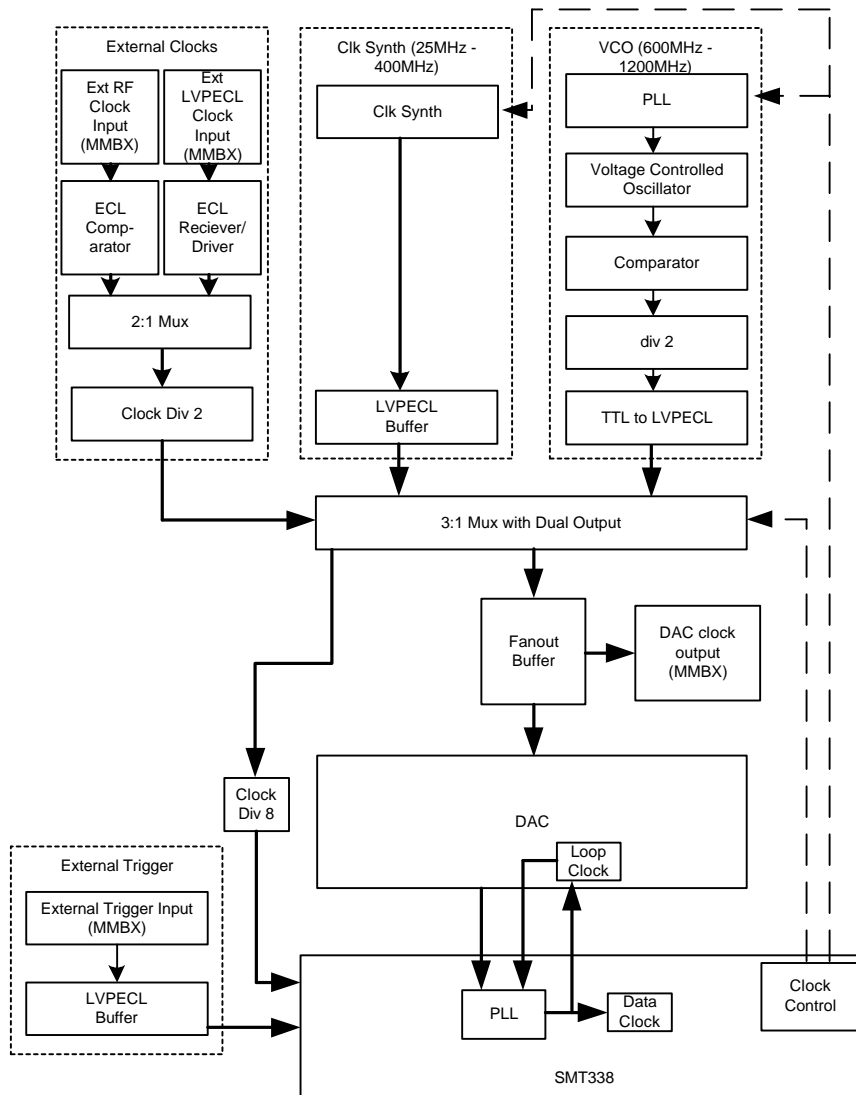 External Clocks
Ext RF
Clock
Input
(MMBX)
Ext
LVPECL
Clock
Input
(MMBX)
ECL
Comp-
arator
ECL
Reciever/
Driver
2:1 Mux
Clock Div 2
Clk Synth (25MHz -
400MHz)
Clk Synth
LVPECL
Buffer
VCO (600MHz -
1200MHz)
PLL
Voltage Controlled
Oscillator
Comparator
div 2
TTL to LVPECL
3:1 Mux with Dual Output
Fanout
Buffer
DAC clock
output
(MMBX)
Clock
Div 8
DAC
Loop
Clock
External Trigger
External Trigger Input
(MMBX)
LVPECL
Buffer
PLL
Data
Clock
Clock
Control
SMT338